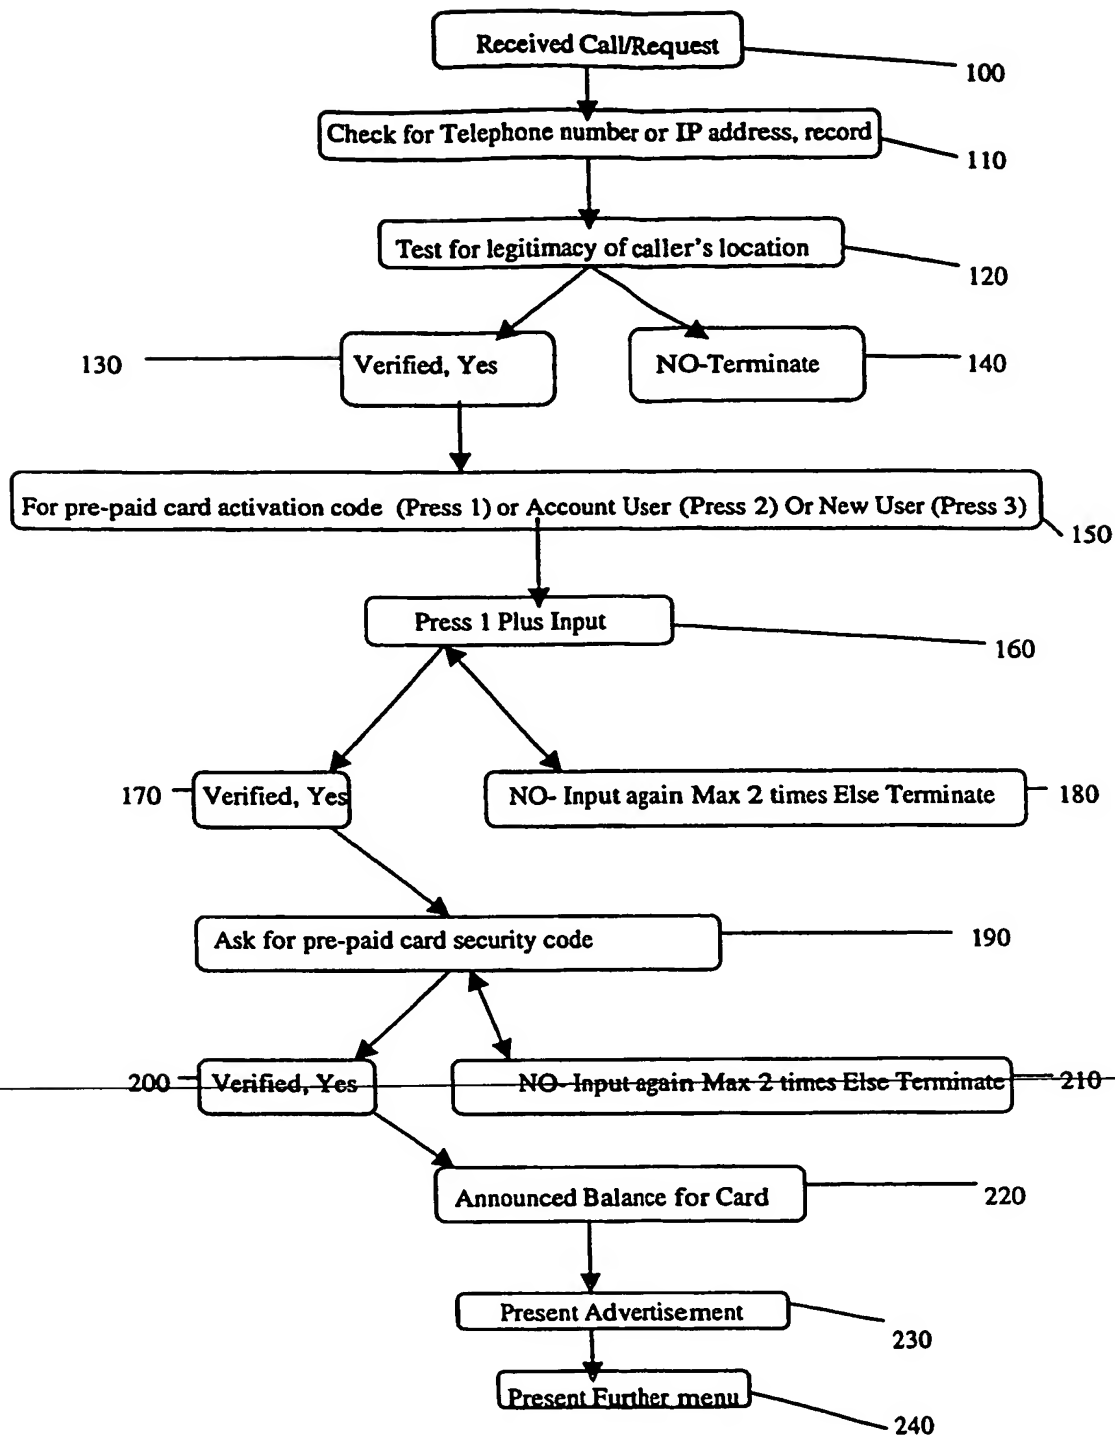 Received Call/Request
100
Check for Telephone number or IP address, record
110
Test for legitimacy of caller's location
120
130
Verified, Yes
NO-Terminate
140
For pre-paid card activation code (Press 1) or Account User (Press 2) Or New User (Press 3)
150
Press 1 Plus Input
160
170
Verified, Yes
NO- Input again Max 2 times Else Terminate
180
Ask for pre-paid card security code
190
200
Verified, Yes
NO- Input again Max 2 times Else Terminate
210
Announced Balance for Card
220
Present Advertisement
230
Present Further menu
240